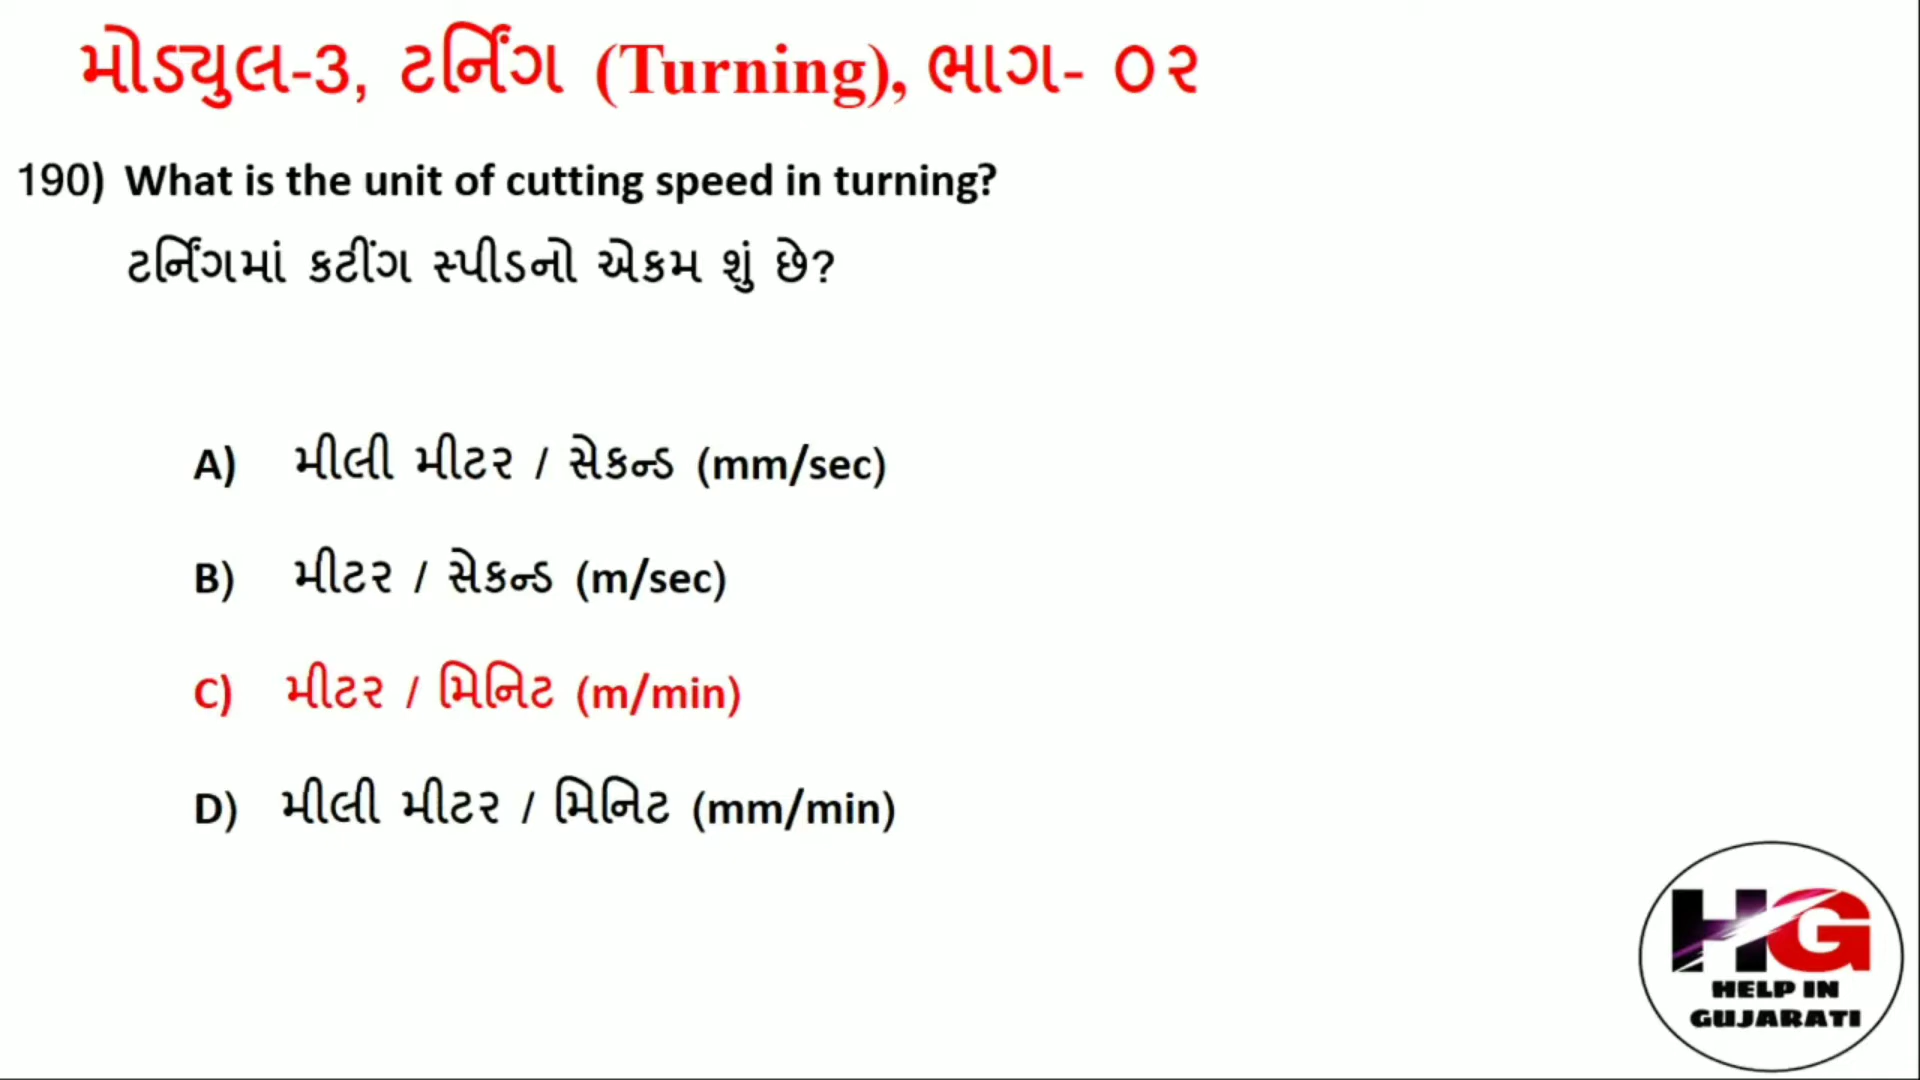 મોડ્યુલ-3, ટર્નિંગ (Turning), ભાગ- ૦૨
190) What is the unit of cutting speed in turning?
ટર્નિંગમાં કટીંગ સ્પીડનો એકમ શું છે?
A) મીલી મીટર / સેકન્ડ (mm/sec)
B) મીટર / સેકન્ડ (m/sec)
C) મીટર / મિનિટ (m/min)
D) મીલી મીટર / મિનિટ (mm/min)
HG
HELP IN
GUJARATI